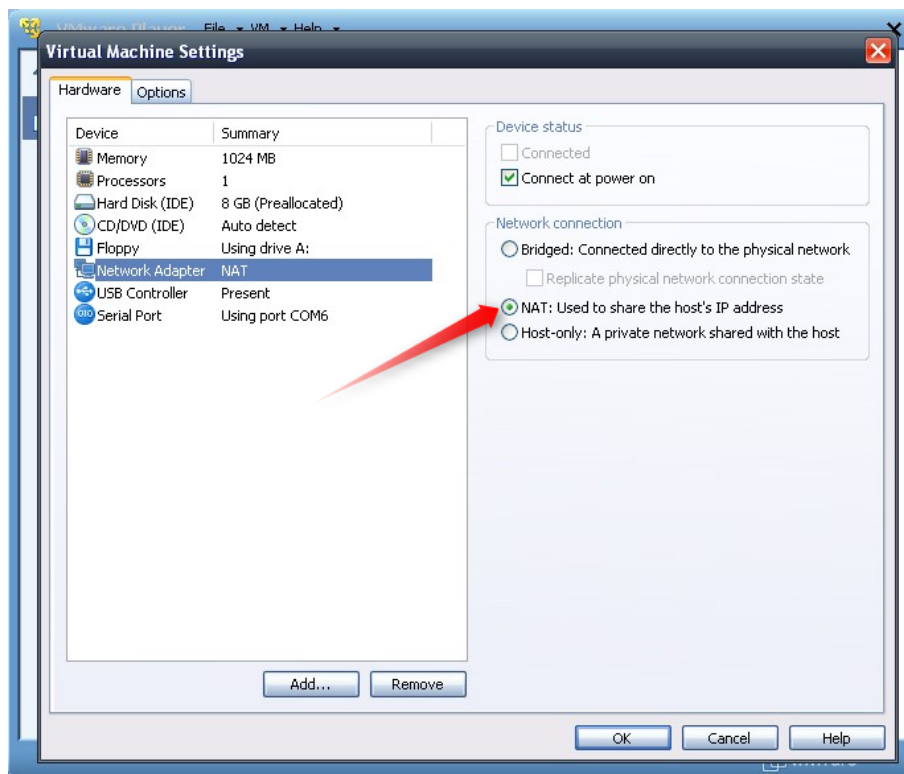 VMware Player File VM Help
Virtual Machine Settings
Hardware Options
Device Summary
Memory 1024 MB
Processors 1
Hard Disk (IDE) 8 GB (Preallocated)
CD/DVD (IDE) Auto detect
Floppy Using drive A:
Network Adapter NAT
USB Controller Present
Serial Port Using port COM6
Add... Remove
Device status
Connected
Connect at power on
Network connection
Bridged: Connected directly to the physical network
Replicate physical network connection state
NAT: Used to share the host's IP address
Host-only: A private network shared with the host
OK Cancel Help